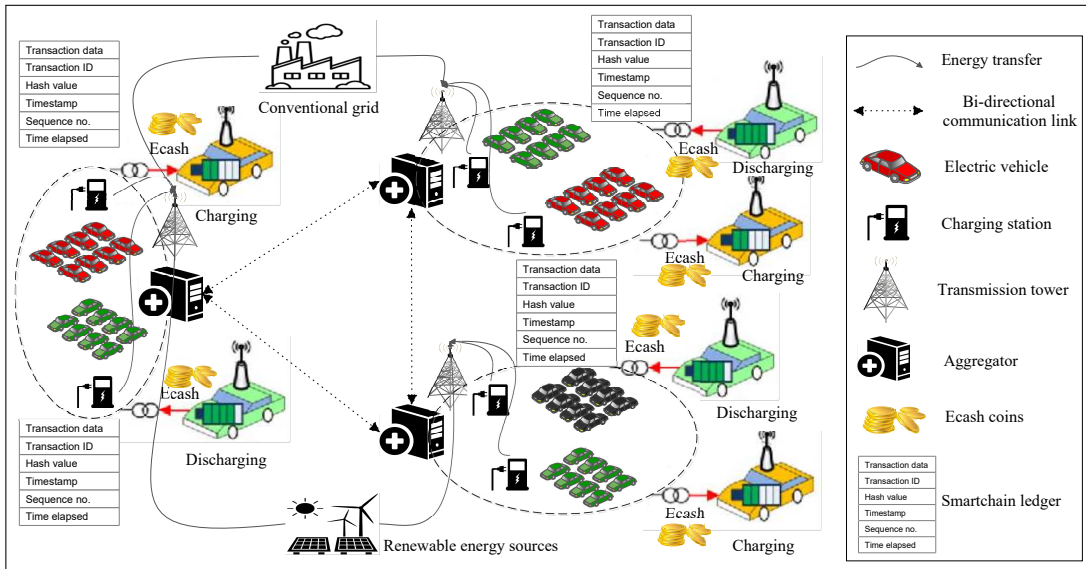 Transaction data
Transaction ID
Hash value
Timestamp
Sequence no.
Time elapsed
Ecash
Charging
Conventional grid
Transaction data
Transaction ID
Hash value
Timestamp
Sequence no.
Time elapsed
Ecash
Discharging
Ecash
Charging
Transaction data
Transaction ID
Hash value
Timestamp
Sequence no.
Time elapsed
Ecash
Discharging
Ecash
Charging
Ecash
Discharging
Transaction data
Transaction ID
Hash value
Timestamp
Sequence no.
Time elapsed
Renewable energy sources
Energy transfer
Bi-directional
communication link
Electric vehicle
Charging station
Transmission tower
Aggregator
Ecash coins
Transaction data
Transaction ID
Hash value
Timestamp
Sequence no.
Time elapsed
Smartchain ledger